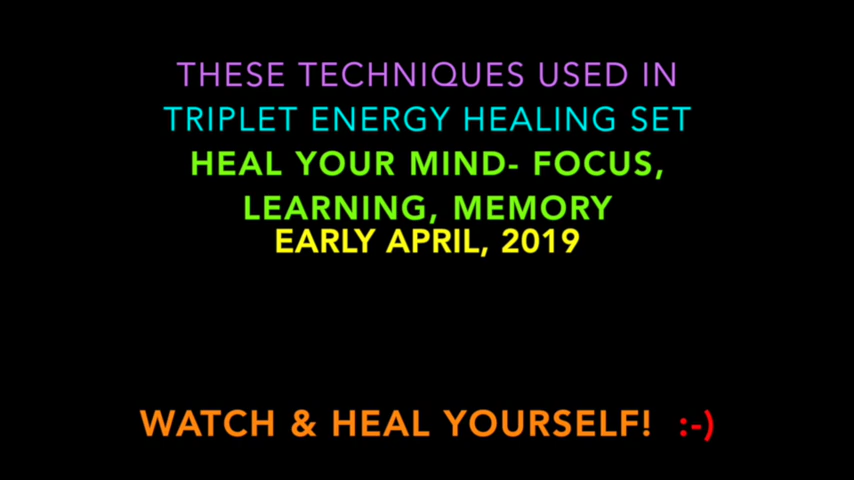 THESE TECHNIQUES USED IN
TRIPLET ENERGY HEALING SET
HEAL YOUR MIND- FOCUS,
LEARNING, MEMORY
EARLY APRIL, 2019
WATCH & HEAL YOURSELF! :-)